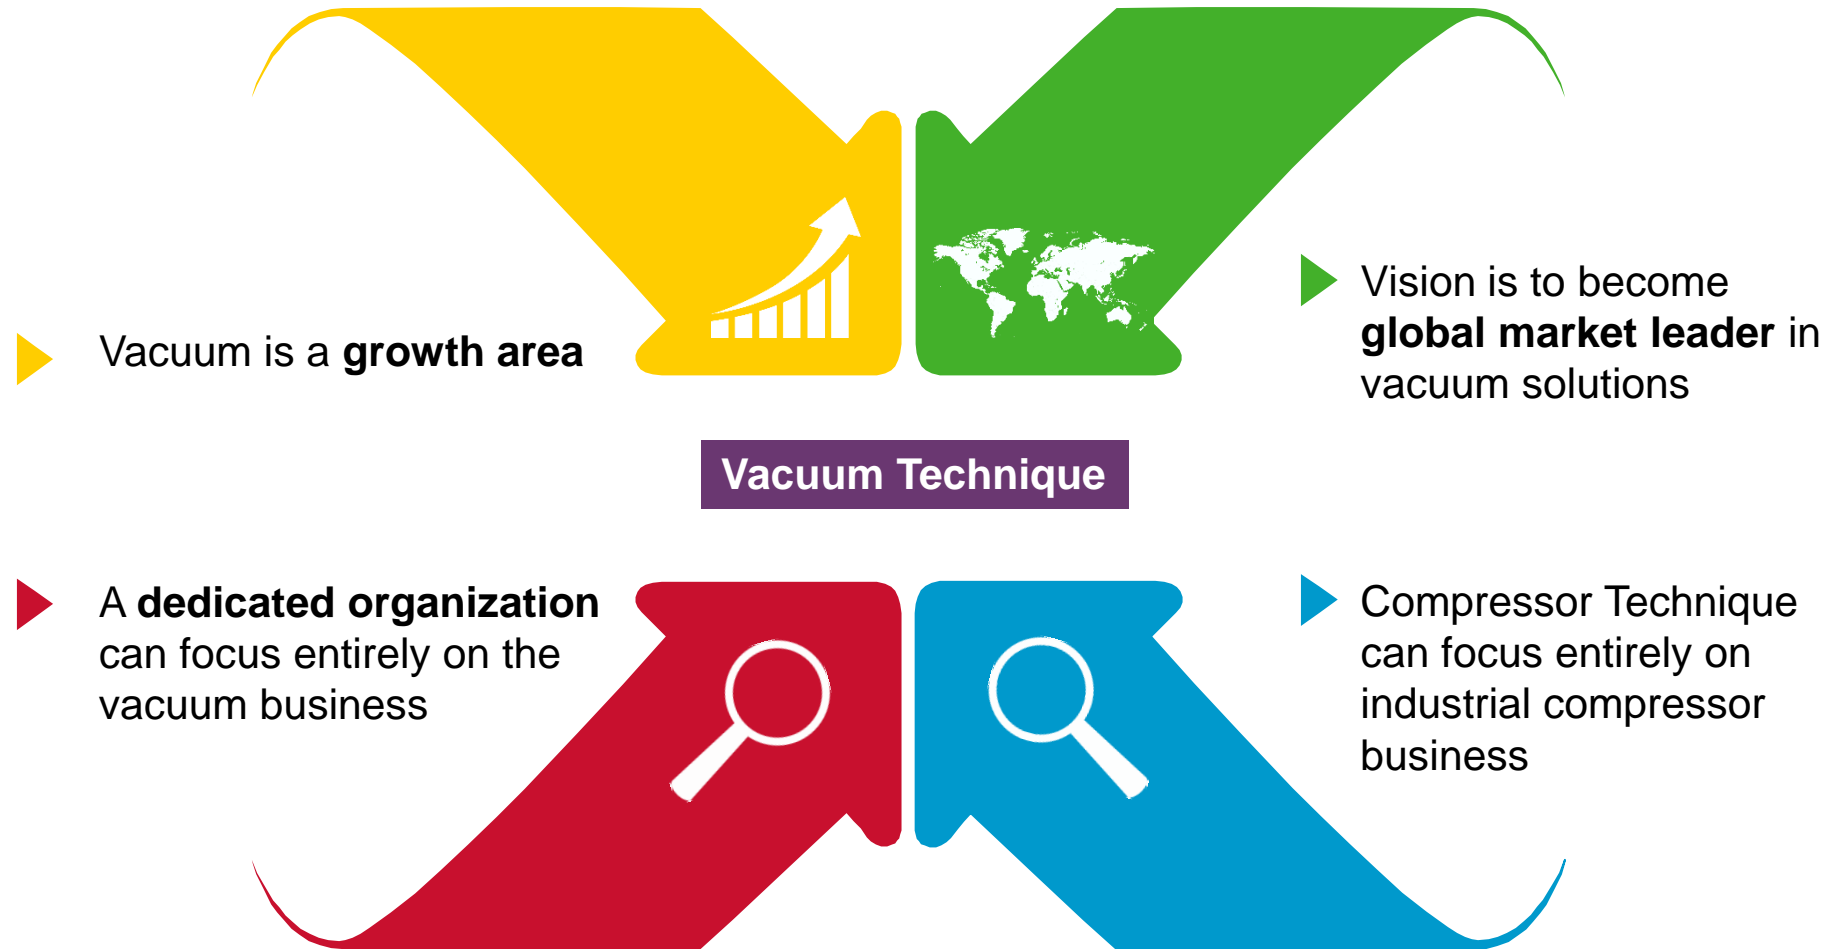 Vacuum is a growth area
Vision is to become
global market leader in
vacuum solutions
Vacuum Technique
A dedicated organization
can focus entirely on the
vacuum business
Compressor Technique
can focus entirely on
industrial compressor
business